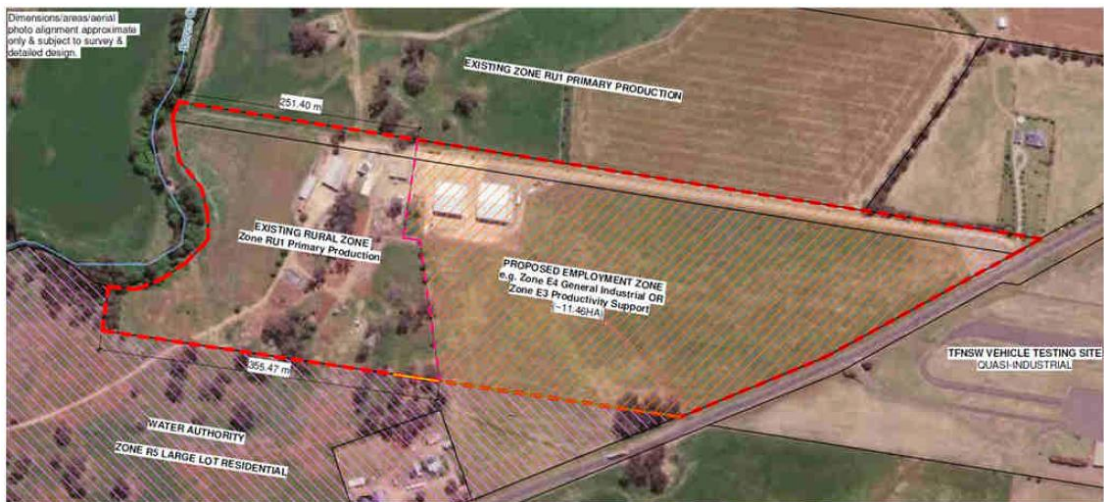 Dimensions/areas/aerial
photo alignment approximate
only & subject to survey &
detailed design.
EXISTING ZONE RU1 PRIMARY PRODUCTION
251.40 m
EXISTING RURAL ZONE
Zone RU1 Primary Production
PROPOSED EMPLOYMENT ZONE
e.g. Zone E4 General Industrial OR
Zone E3 Productivity Support
~11.46HA
TFNSW VEHICLE TESTING SITE
QUASI-INDUSTRIAL
355.47 m
WATER AUTHORITY
ZONE R5 LARGE LOT RESIDENTIAL